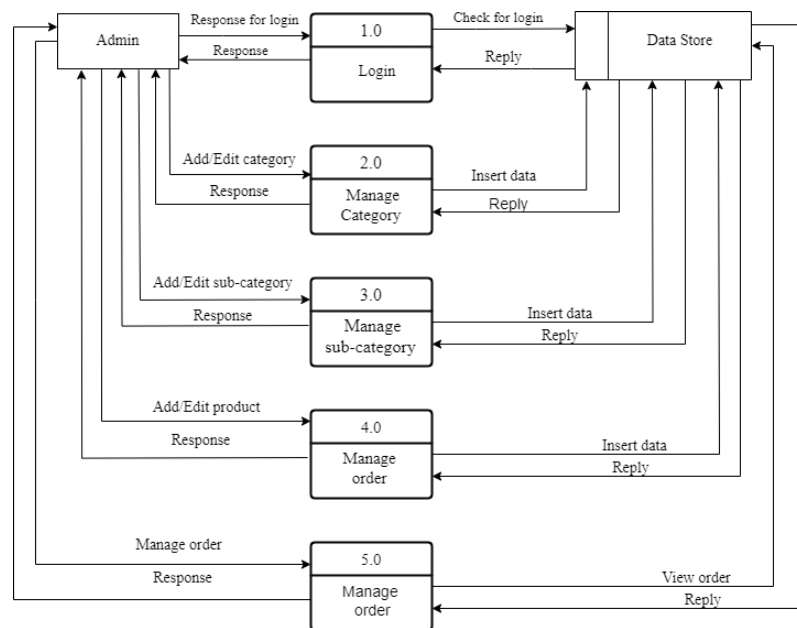 Admin
Response for login
Response
1.0
Login
Check for login
Reply
Data Store
Add/Edit category
Response
2.0
Manage
Category
Insert data
Reply
Add/Edit sub-category
Response
3.0
Manage
sub-category
Insert data
Reply
Add/Edit product
Response
4.0
Manage
order
Insert data
Reply
Manage order
Response
5.0
Manage
order
View order
Reply